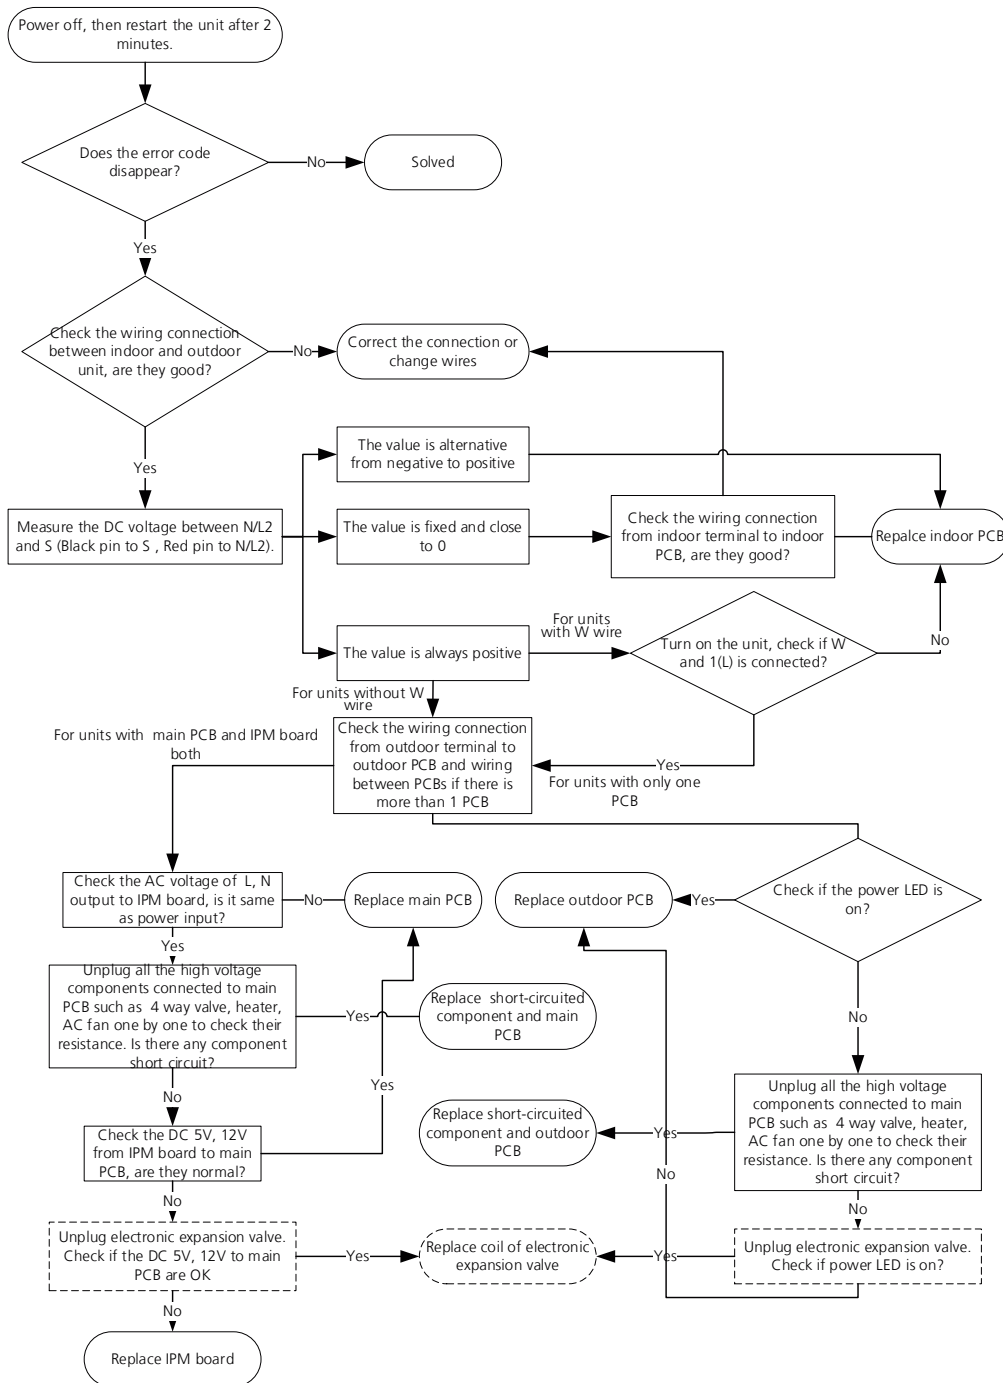 Power off, then restart the unit after 2
minutes.
Does the error code
disappear?
No
Solved
Yes
Check the wiring connection
between indoor and outdoor
unit, are they good?
No
Correct the connection or
change wires
Yes
The value is alternative
from negative to positive
Measure the DC voltage between N/L2
and S (Black pin to S , Red pin to N/L2).
The value is fixed and close
to 0
Check the wiring connection
from indoor terminal to indoor
PCB, are they good?
Repalce indoor PCB
The value is always positive
For units
with W wire
Turn on the unit, check if W
and 1(L) is connected?
No
For units without W
wire
For units with  main PCB and IPM board
both
Check the wiring connection
from outdoor terminal to
outdoor PCB and wiring
between PCBs if there is
more than 1 PCB
Yes
For units with only one
PCB
Check the AC voltage of  L, N
output to IPM board, is it same
as power input?
No
Replace main PCB
Replace outdoor PCB
Yes
Check if the power LED is
on?
Yes
Unplug all the high voltage
components connected to main
PCB such as  4 way valve, heater,
AC fan one by one to check their
resistance. Is there any component
short circuit?
Yes
Replace  short-circuited
component and main
PCB
No
No
Yes
Check the DC 5V, 12V
from IPM board to main
PCB, are they normal?
Replace short-circuited
component and outdoor
PCB
Yes
Unplug all the high voltage
components connected to main
PCB such as  4 way valve, heater,
AC fan one by one to check their
resistance. Is there any component
short circuit?
No
No
No
Unplug electronic expansion valve.
Check if the DC 5V, 12V to main
PCB are OK
Yes
Replace coil of electronic
expansion valve
Yes
Unplug electronic expansion valve.
Check if power LED is on?
No
Replace IPM board